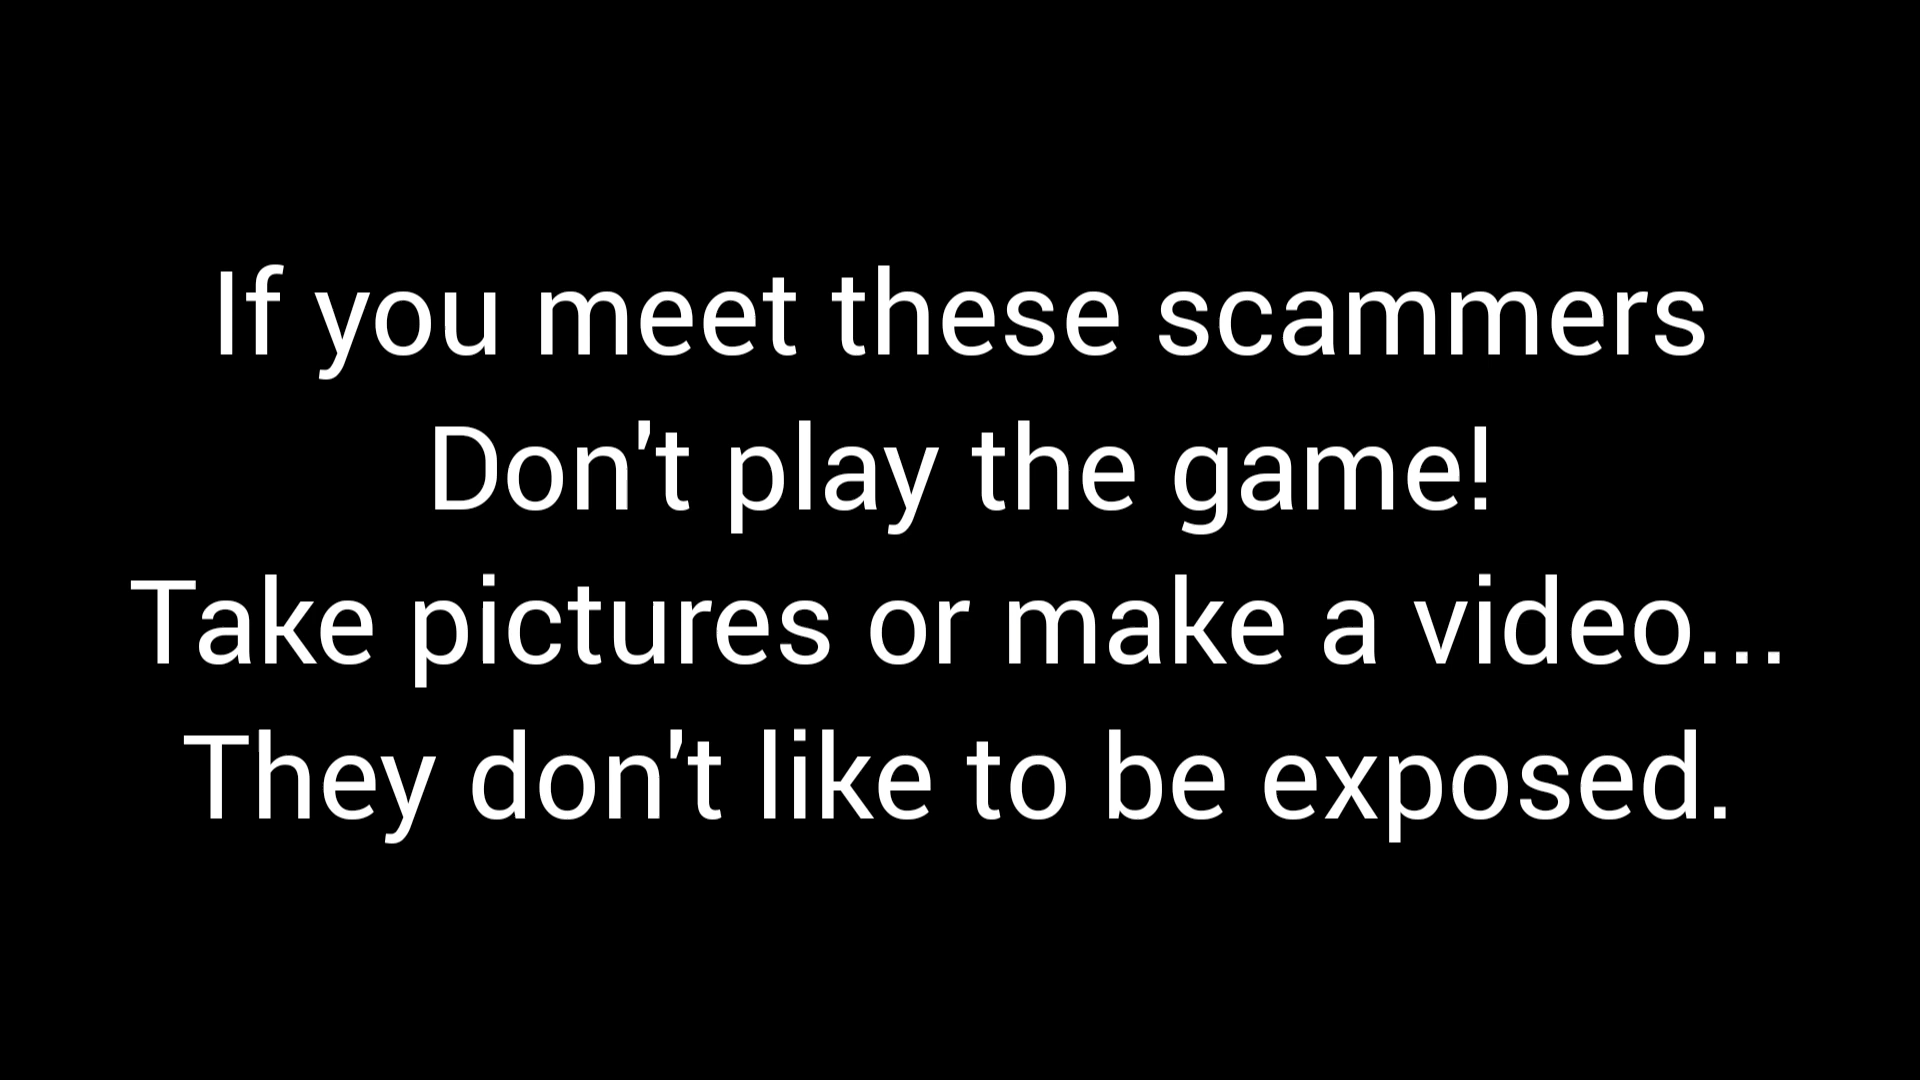 If you meet these scammers
Don't play the game!
Take pictures or make a video...
They don't like to be exposed.